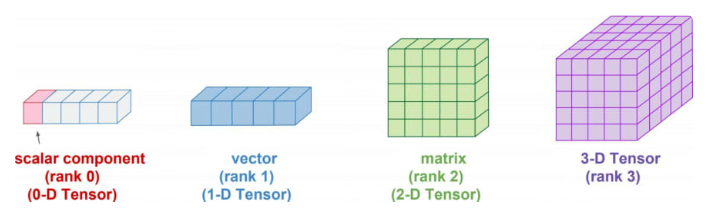 scalar component
(rank 0)
(0-D Tensor)
vector
(rank 1)
(1-D Tensor)
matrix
(rank 2)
(2-D Tensor)
3-D Tensor
(rank 3)